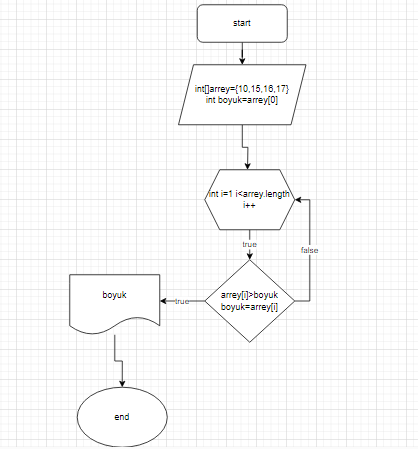 start
int[]arrey={10,15,16,17}
int boyuk=arrey[0]
int i=1 i<arrey.length
i++
true
false
arrey[i]>boyuk
boyuk=arrey[i]
true
boyuk
end